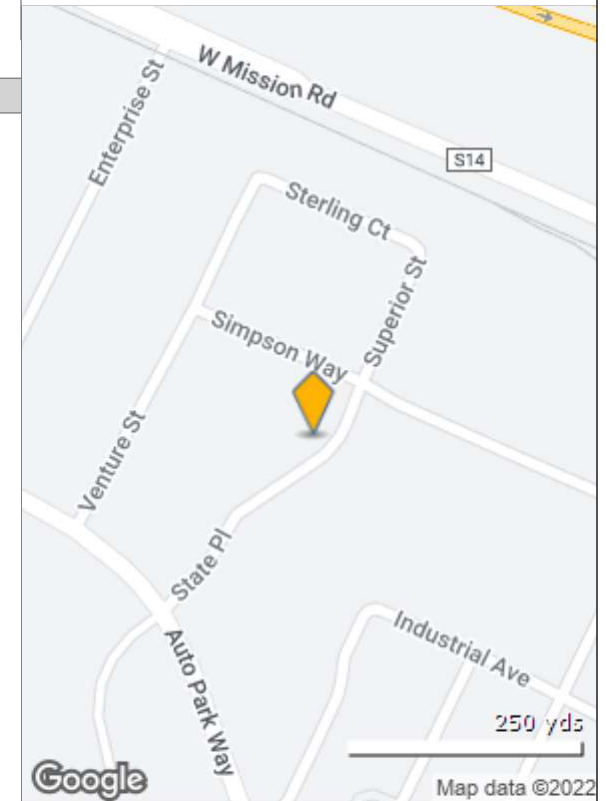 W Mission Rd
Enterprise St
S14
Sterling Ct
Superior St
Simpson Way
Venture St
State Pl
Industrial Ave
Auto Park Way
250 yds
Google
Map data ©2022